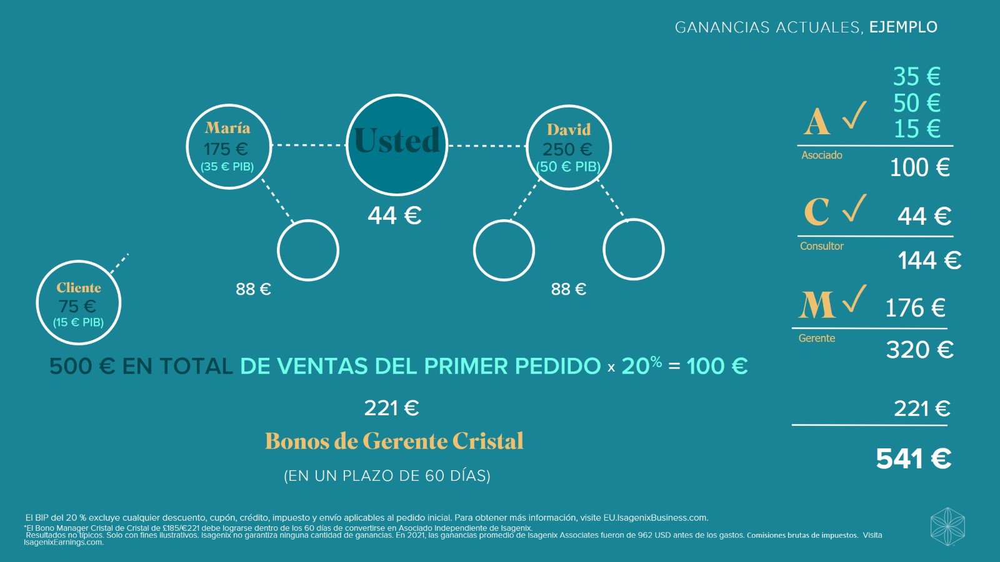 GANANCIAS ACTUALES, EJEMPLO
María
175 €
(35 € PIB)
Usted
44 €
David
250 €
(50 € PIB)
88 €
88 €
Cliente
75 €
(15 € PIB)
35 €
50 €
15 €
A ✓
Asociado
100 €
C ✓ 44 €
Consultor
144 €
M ✓ 176 €
Gerente
320 €
221 €
541 €
500 € EN TOTAL DE VENTAS DEL PRIMER PEDIDO x 20% = 100 €
221 €
Bonos de Gerente Cristal
(EN UN PLAZO DE 60 DÍAS)
El BIP del 20 % excluye cualquier descuento, cupón, crédito, impuesto y envío aplicables al pedido inicial. Para obtener más información, visite EU.IsagenixBusiness.com.
*El Bono Manager Cristal de Cristal de £185/€221 debe lograrse dentro de los 60 días de convertirse en Asociado Independiente de Isagenix.
Resultados no típicos. Solo con fines ilustrativos. Isagenix no garantiza ninguna cantidad de ganancias. En 2021, las ganancias promedio de Isagenix Associates fueron de 962 USD antes de los gastos. Comisiones brutas de impuestos. Visita
IsagenixEarnings.com.